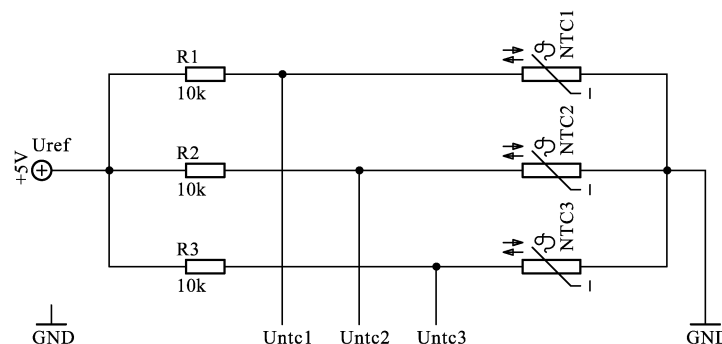 NTC1
R1
10k
NTC2
Uref
+5V
R2
10k
NTC3
R3
10k
GND
Untc1
Untc2
Untc3
GND